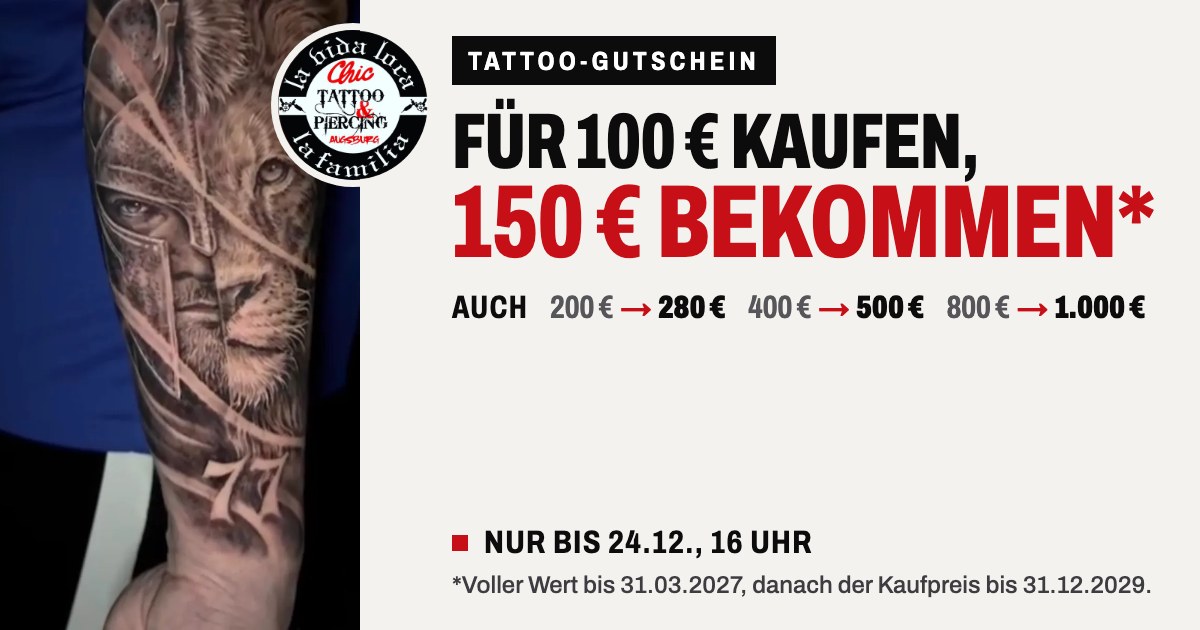 la vida loca
Chic
TATTOO
&
PIERCING
AUGSBURG
la familia
TATTOO-GUTSCHEIN
FÜR 100 € KAUFEN,
150 € BEKOMMEN*
AUCH 200 € → 280 € 400 € → 500 € 800 € → 1.000 €
77
NUR BIS 24.12., 16 UHR
*Voller Wert bis 31.03.2027, danach der Kaufpreis bis 31.12.2029.